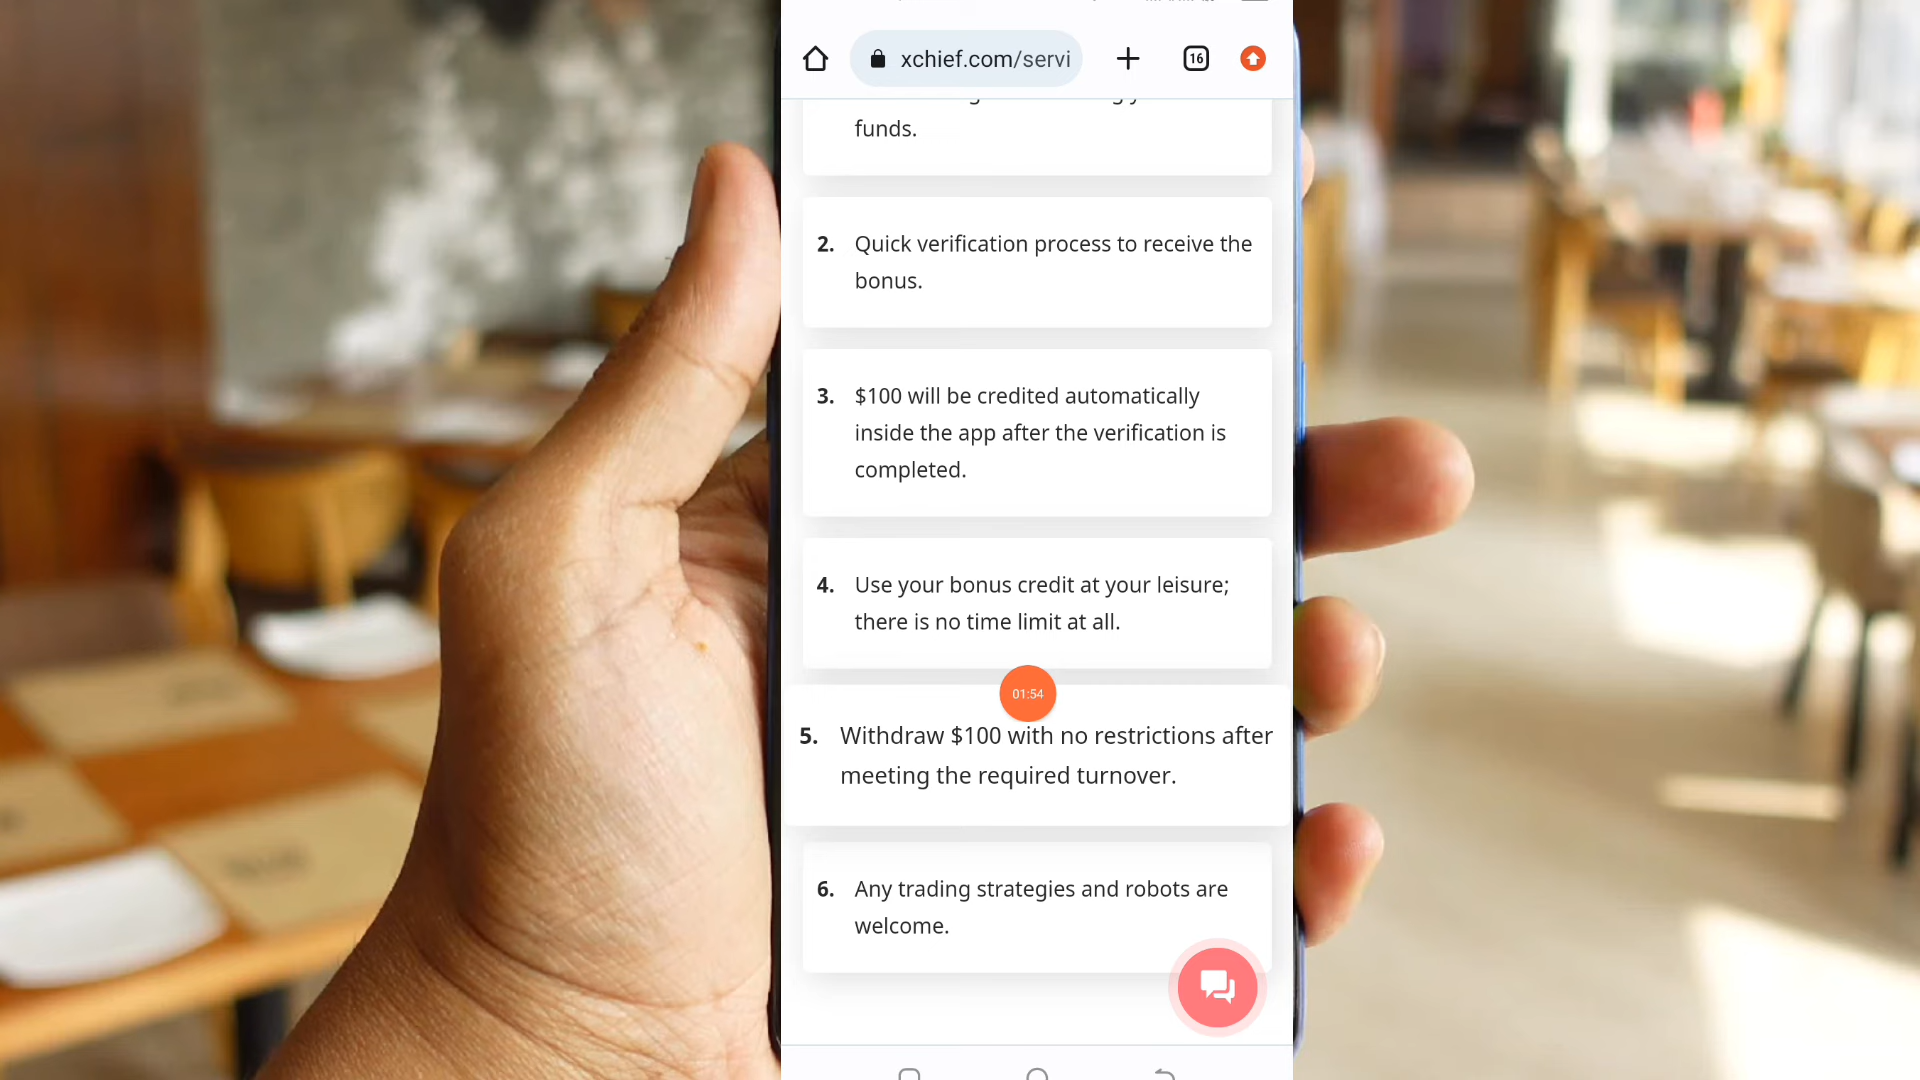 xchief.com/servi
16
funds.
2. Quick verification process to receive the
bonus.
3. $100 will be credited automatically
inside the app after the verification is
completed.
4. Use your bonus credit at your leisure;
there is no time limit at all.
01:54
5. Withdraw $100 with no restrictions after
meeting the required turnover.
6. Any trading strategies and robots are
welcome.